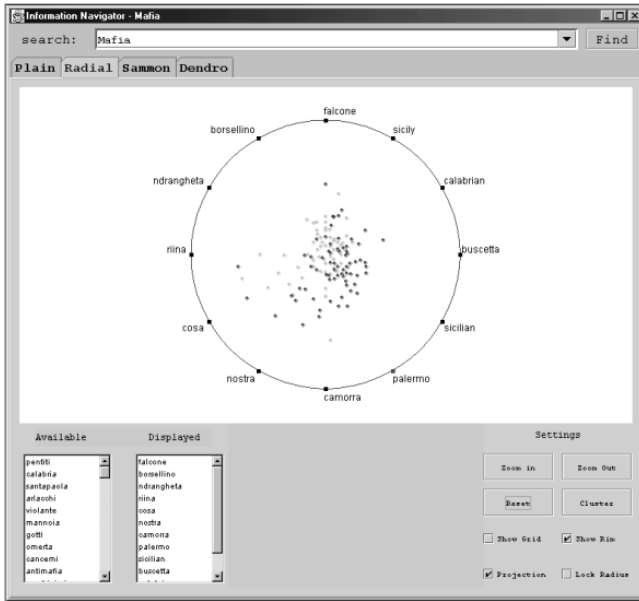 Information Navigator - Mafia
search: Mafia Find
Plain Radial Sammon Dendro
falcone
borsellino sicily
ndrangheta calabrian
riina buscetta
cosa sicilian
nostra palermo
camorra
Available Displayed Settings
pentiti falcone
calabria borsellino
santapaola ndrangheta
arlacchi riina
violante cosa
mannoia nostra
gotti camorra
omerta palermo
cancemi sicilian
antimafia buscetta
Zoom in Zoom Out
Reset Cluster
Show Grid Show Rim
Projection Lock Radius